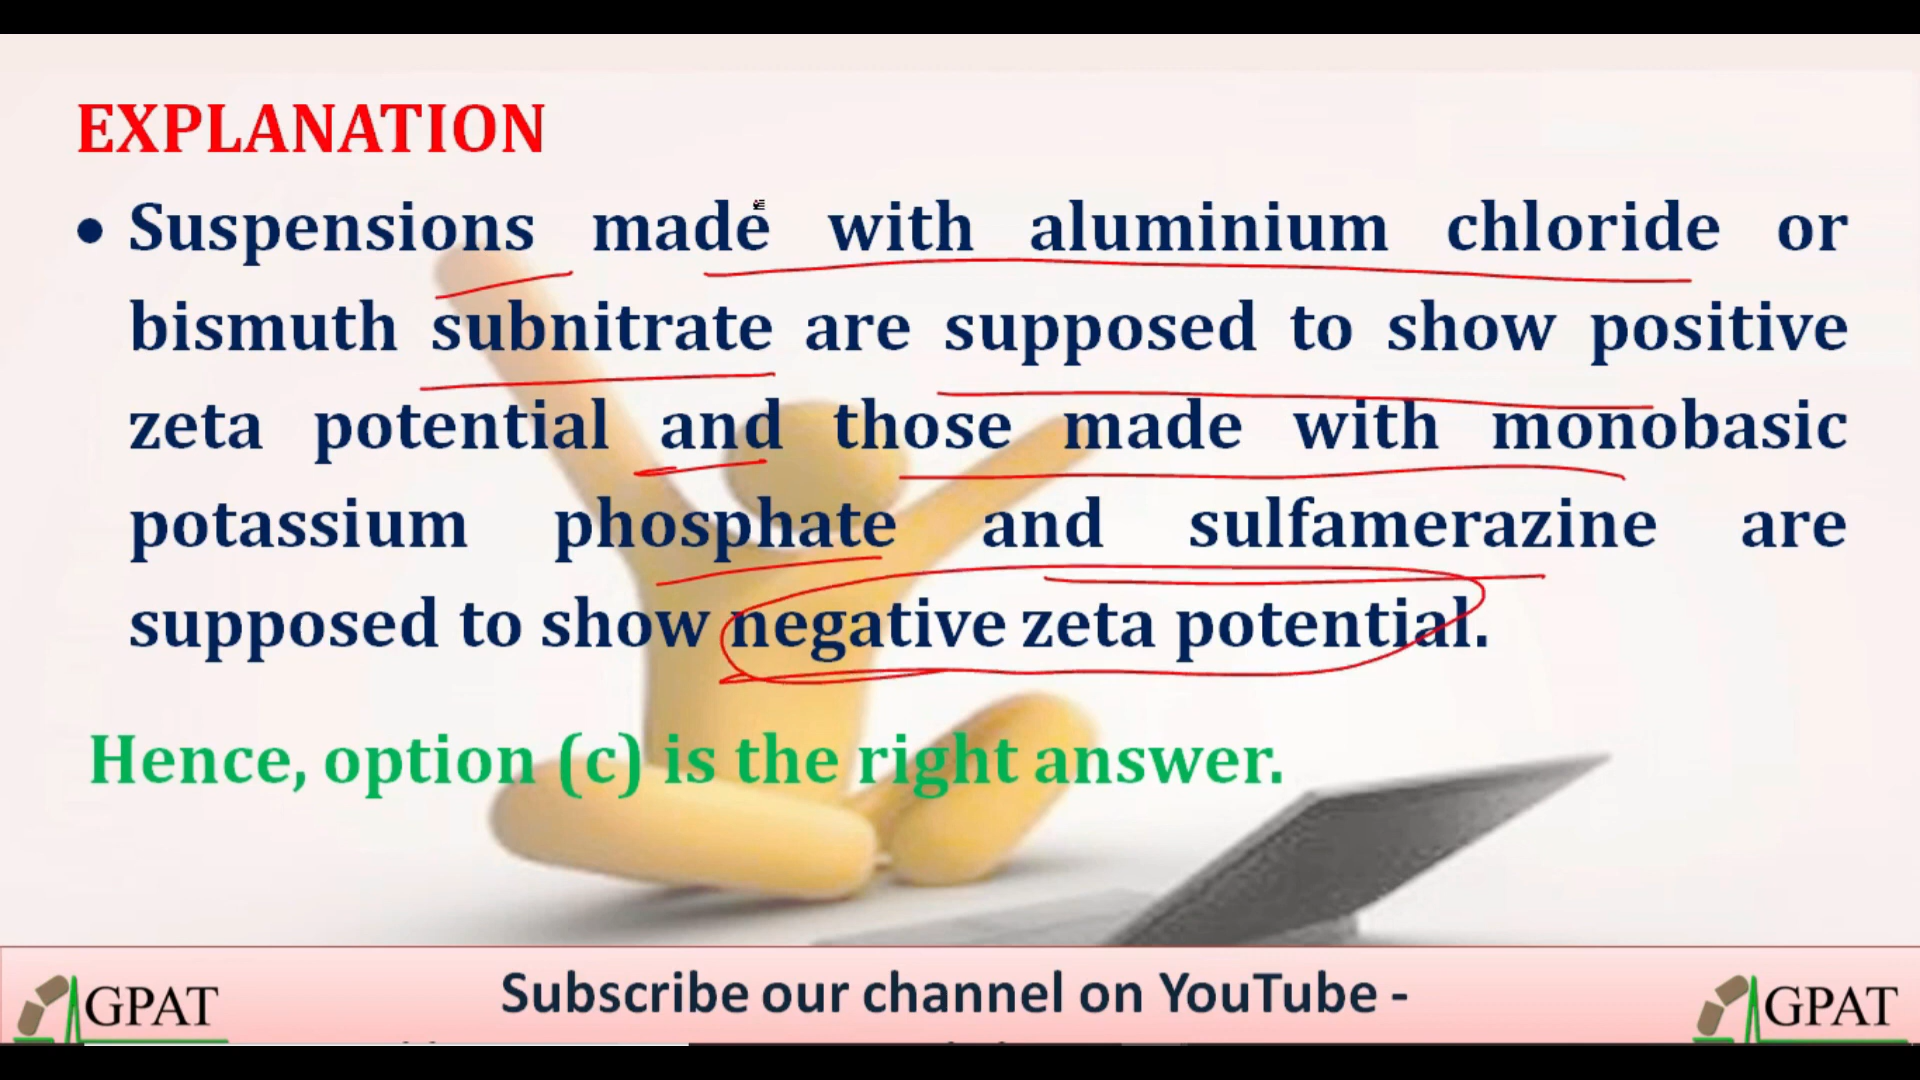 EXPLANATION
• Suspensions made with aluminium chloride or
bismuth subnitrate are supposed to show positive
zeta potential and those made with monobasic
potassium phosphate and sulfamerazine are
supposed to show negative zeta potential.
Hence, option (c) is the right answer.
GPAT
Subscribe our channel on YouTube -
GPAT